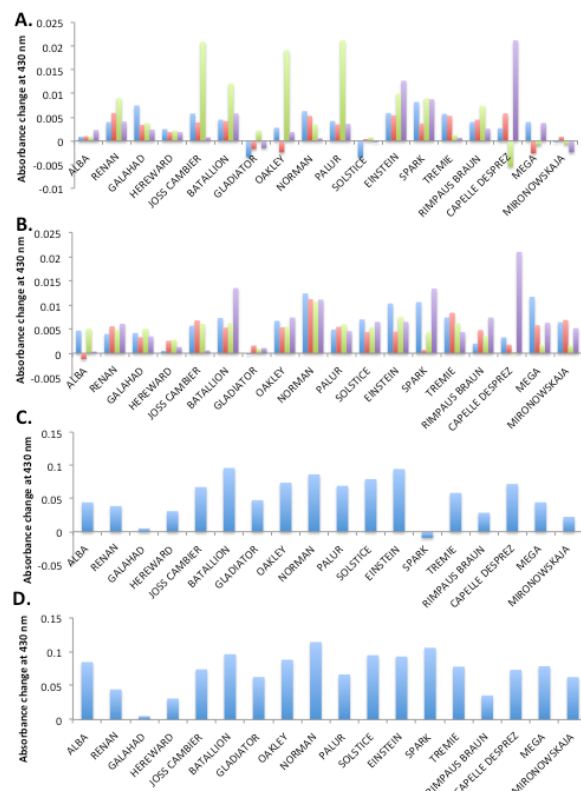 A.
Absorbance change at 430 nm
0.025
0.02
0.015
0.01
0.005
0
-0.005
-0.01
ALBA
RENAN
GALAHAD
HEREWARD
JOSS CAMBIER
BATALLION
GLADIATOR
OAKLEY
NORMAN
PALUR
SOLSTICE
EINSTEIN
SPARK
TREMIE
RIMPAUS BRAUN
CAPELLE DESPREZ
MEGA
MIRONOWSKAJA
B.
Absorbance change at 430 nm
0.025
0.02
0.015
0.01
0.005
0
-0.005
ALBA
RENAN
GALAHAD
HEREWARD
JOSS CAMBIER
BATALLION
GLADIATOR
OAKLEY
NORMAN
PALUR
SOLSTICE
EINSTEIN
SPARK
TREMIE
RIMPAUS BRAUN
CAPELLE DESPREZ
MEGA
MIRONOWSKAJA
C.
Absorbance change at 430 nm
0.15
0.1
0.05
0
-0.05
ALBA
RENAN
GALAHAD
HEREWARD
JOSS CAMBIER
BATALLION
GLADIATOR
OAKLEY
NORMAN
PALUR
SOLSTICE
EINSTEIN
SPARK
TREMIE
RIMPAUS BRAUN
CAPELLE DESPREZ
MEGA
MIRONOWSKAJA
D.
Absorbance change at 430 nm
0.15
0.1
0.05
0
ALBA
RENAN
GALAHAD
HEREWARD
JOSS CAMBIER
BATALLION
GLADIATOR
OAKLEY
NORMAN
PALUR
SOLSTICE
EINSTEIN
SPARK
TREMIE
RIMPAUS BRAUN
CAPELLE DESPREZ
MEGA
MIRONOWSKAJA